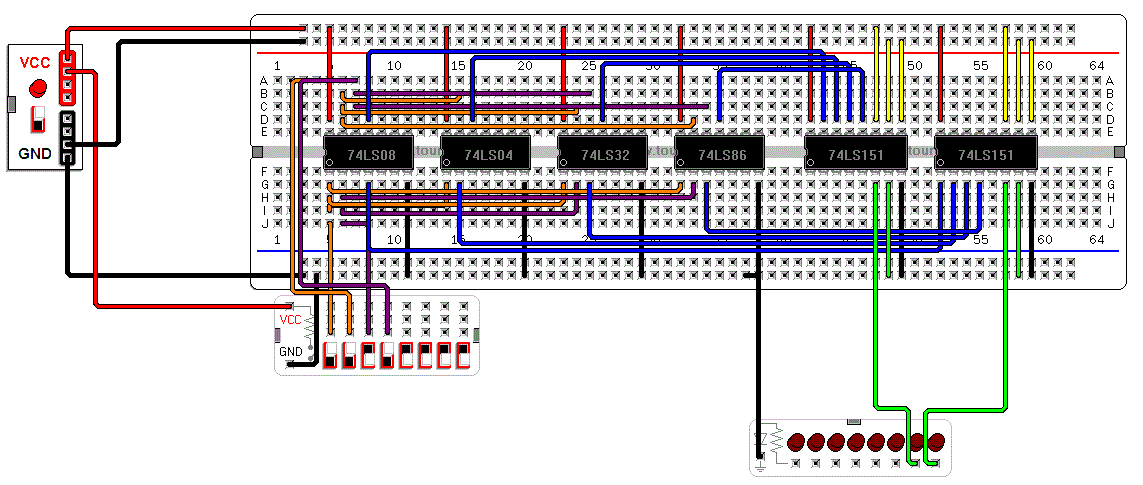 VCC
GND
1 10 15 20 25 30 50 55 60 64
A A
B B
C C
D D
E E
74LS08 74LS04 74LS32 74LS86 74LS151 74LS151
F F
G G
H H
I I
J J
1 5 10 15 20 25 55 60 64
VCC
GND